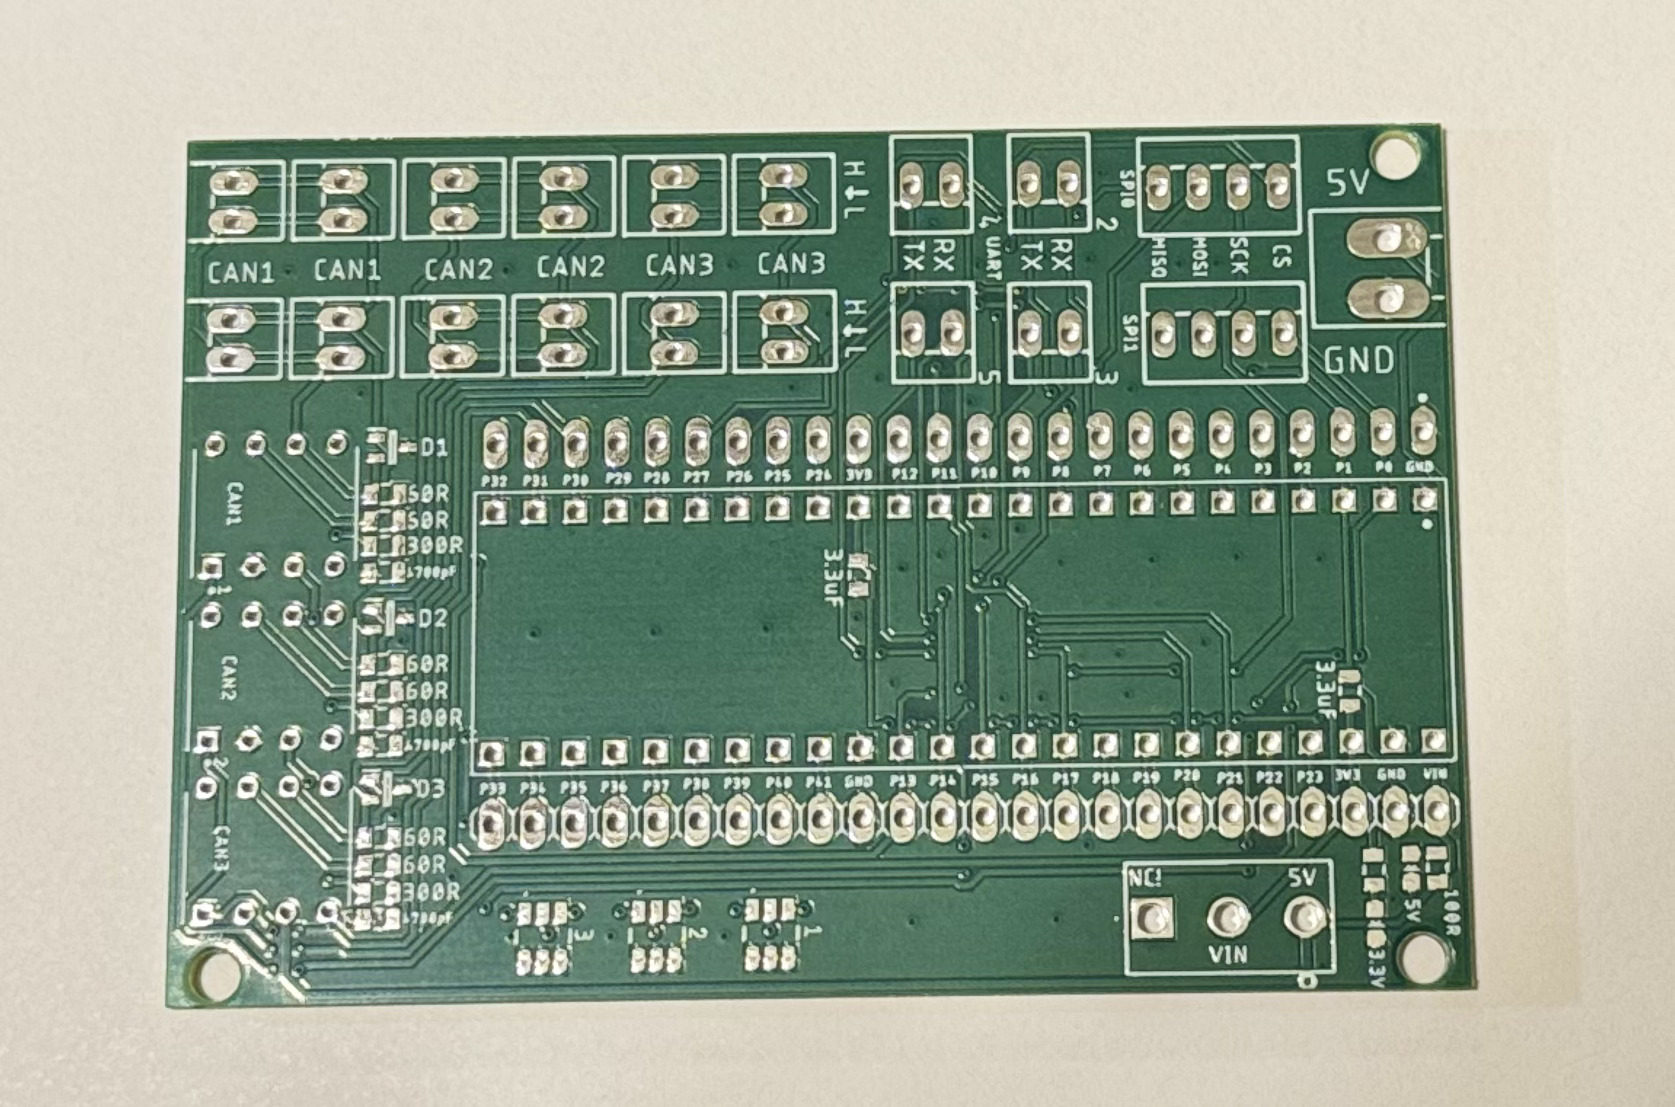 5V
H→L
SPI0
4
UART
2
CAN1 CAN1 CAN2 CAN2 CAN3 CAN3
TX RX TX RX MISO MOSI SCK CS
H→L
5
3
SPI1
GND
D1
P32 P31 P30 P29 P28 P27 P26 P25 P24 3V3 P12 P11 P10 P9 P8 P7 P6 P5 P4 P3 P2 P1 P0 GND
CAN1
60R
60R
300R
4700pF
1
3.3uF
D2
CAN2
60R
60R
300R
4700pF
2
3.3uF
D3
P33 P34 P35 P36 P37 P38 P39 P40 P41 GND P13 P14 P15 P16 P17 P18 P19 P20 P21 P22 P23 3V3 GND VIN
CAN3
60R
60R
300R
4700pF
3 2 1
5V
VIN
5V
100R
3.3V